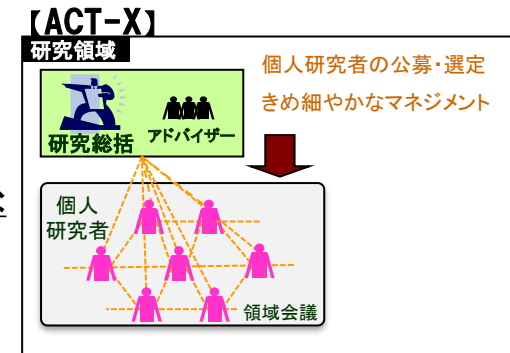 【ACT-X】
研究領域
個人研究者の公募・選定
きめ細やかなマネジメント
研究総括
アドバイザー
個人
研究者
領域会議